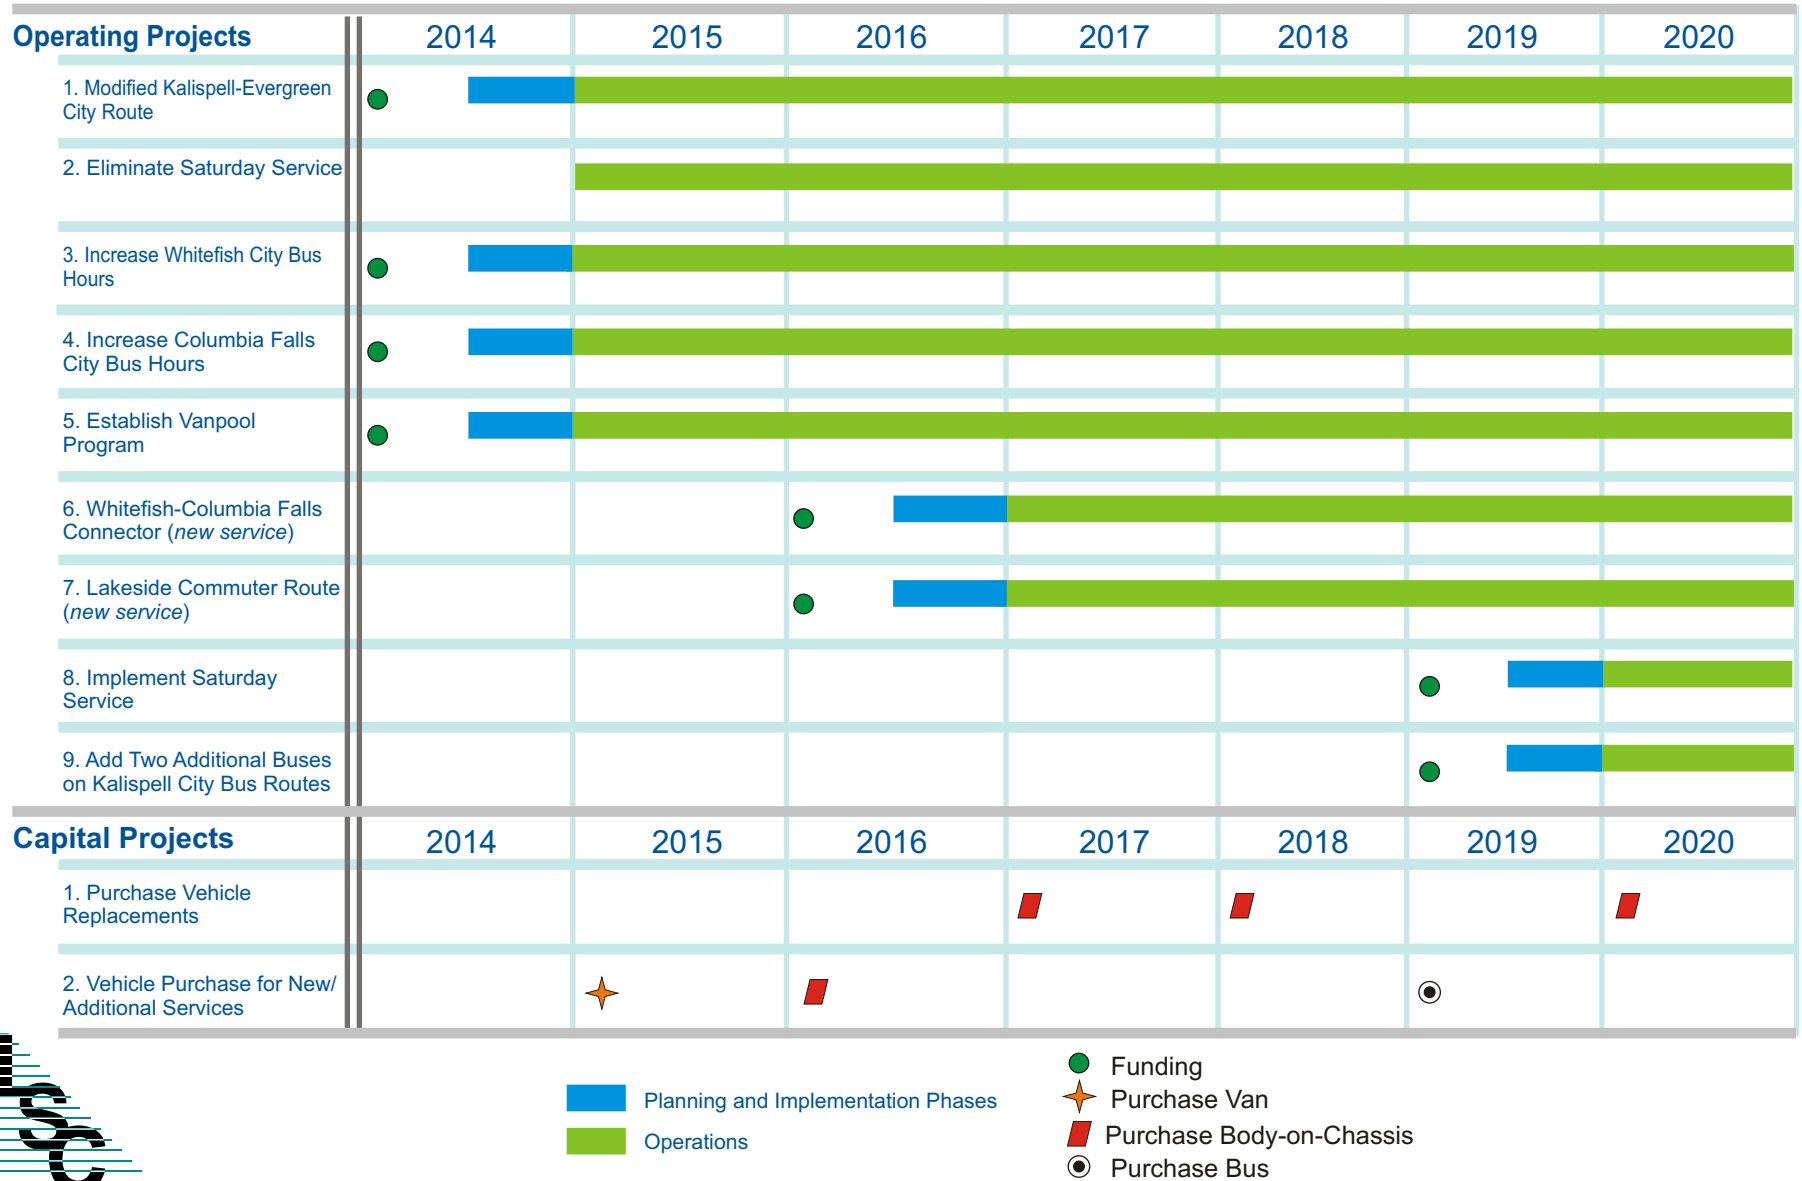 Operating Projects 2014 2015 2016 2017 2018 2019 2020
1. Modified Kalispell-Evergreen
City Route
2. Eliminate Saturday Service
3. Increase Whitefish City Bus
Hours
4. Increase Columbia Falls
City Bus Hours
5. Establish Vanpool
Program
6. Whitefish-Columbia Falls
Connector (new service)
7. Lakeside Commuter Route
(new service)
8. Implement Saturday
Service
9. Add Two Additional Buses
on Kalispell City Bus Routes
Capital Projects 2014 2015 2016 2017 2018 2019 2020
1. Purchase Vehicle
Replacements
2. Vehicle Purchase for New/
Additional Services
Planning and Implementation Phases
Operations
Funding
Purchase Van
Purchase Body-on-Chassis
Purchase Bus
LSC